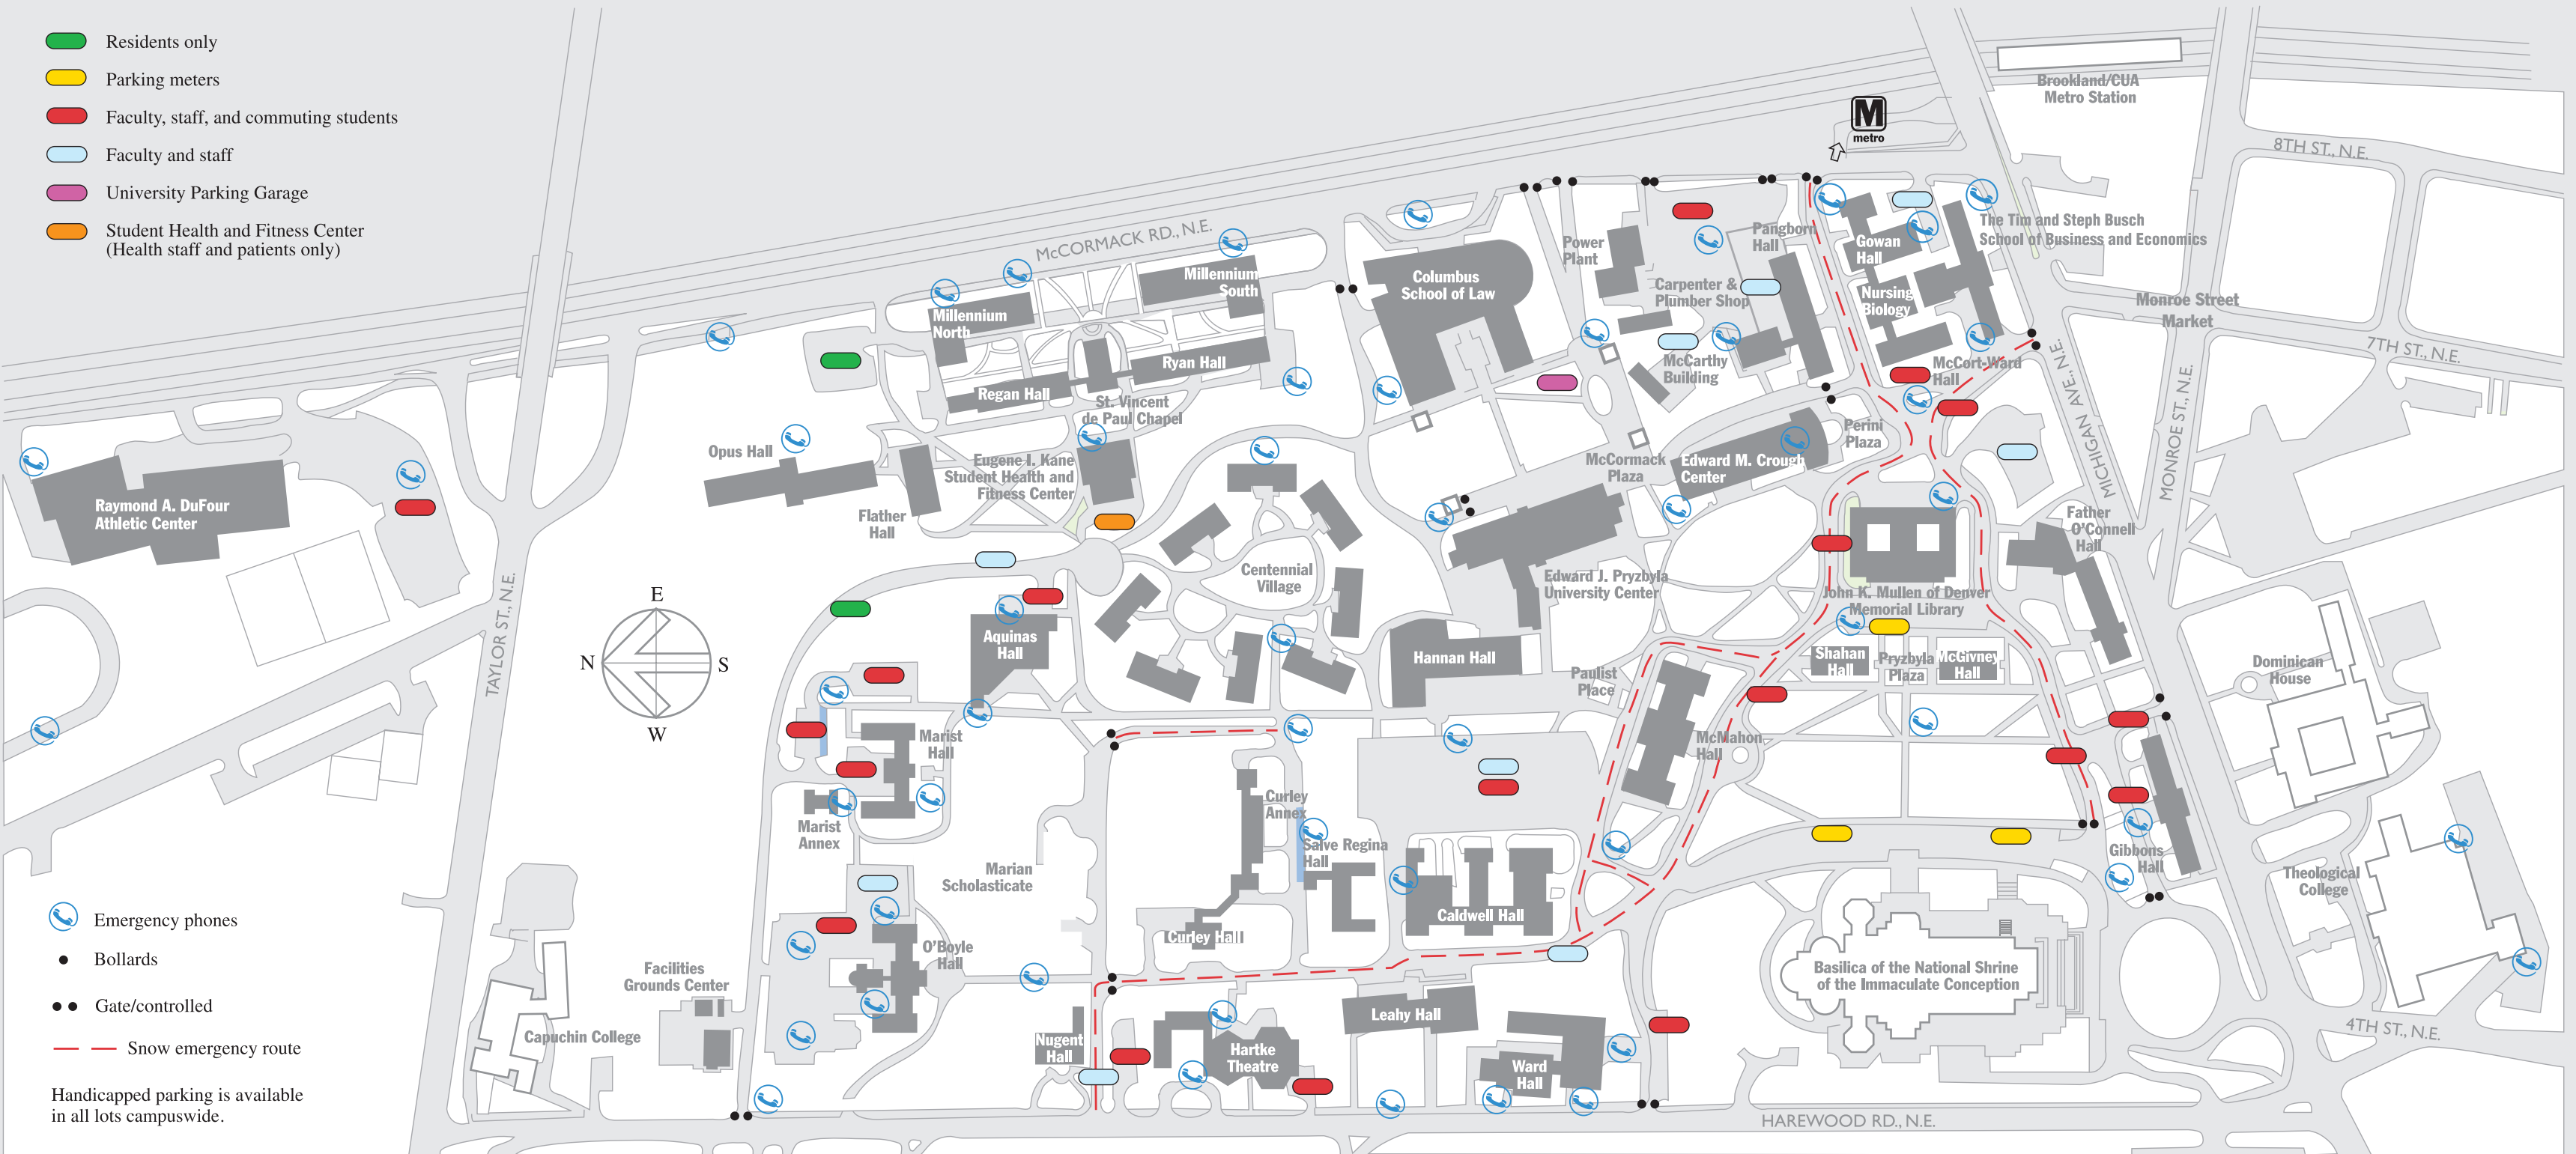 Residents only
Parking meters
Faculty, staff, and commuting students
Faculty and staff
University Parking Garage
Student Health and Fitness Center
(Health staff and patients only)
Brookland/CUA
Metro Station
M
metro
8TH ST., N.E.
McCORMACK RD., N.E.
Millennium
South
Millennium
North
Columbus
School of Law
Power
Plant
Pangborn
Hall
Gowan
Hall
The Tim and Steph Busch
School of Business and Economics
Carpenter &
Plumber Shop
Nursing
Biology
Monroe Street
Market
7TH ST., N.E.
Ryan Hall
Regan Hall
St. Vincent
de Paul Chapel
McCarthy
Building
McCort-Ward
Hall
MICHIGAN AVE., N.E.
MONROE ST., N.E.
Opus Hall
Eugene I. Kane
Student Health and
Fitness Center
McCormack
Plaza
Edward M. Crough
Center
Perini
Plaza
Raymond A. DuFour
Athletic Center
Flather
Hall
Father
O'Connell
Hall
Centennial
Village
Edward J. Pryzbyla
University Center
John K. Mullen of Denver
Memorial Library
TAYLOR ST., N.E.
E
N
S
W
Aquinas
Hall
Hannan Hall
Paulist
Place
Shahan
Hall
Pryzbyla
Plaza
McGivney
Hall
Dominican
House
Marist
Hall
McMahon
Hall
Marist
Annex
Curley
Annex
Salve Regina
Hall
Gibbons
Hall
Theological
College
Marian
Scholasticate
Caldwell Hall
Curley Hall
O'Boyle
Hall
Facilities
Grounds Center
Basilica of the National Shrine
of the Immaculate Conception
Capuchin College
Nugent
Hall
Hartke
Theatre
Leahy Hall
Ward
Hall
4TH ST., N.E.
HAREWOOD RD., N.E.
Emergency phones
Bollards
Gate/controlled
Snow emergency route
Handicapped parking is available
in all lots campuswide.